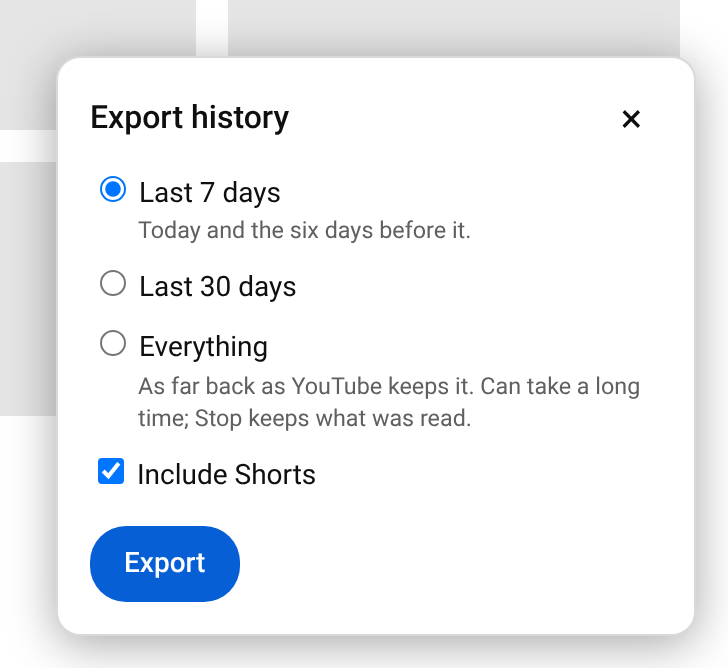 Export history
Last 7 days
Today and the six days before it.
Last 30 days
Everything
As far back as YouTube keeps it. Can take a long
time; Stop keeps what was read.
Include Shorts
Export